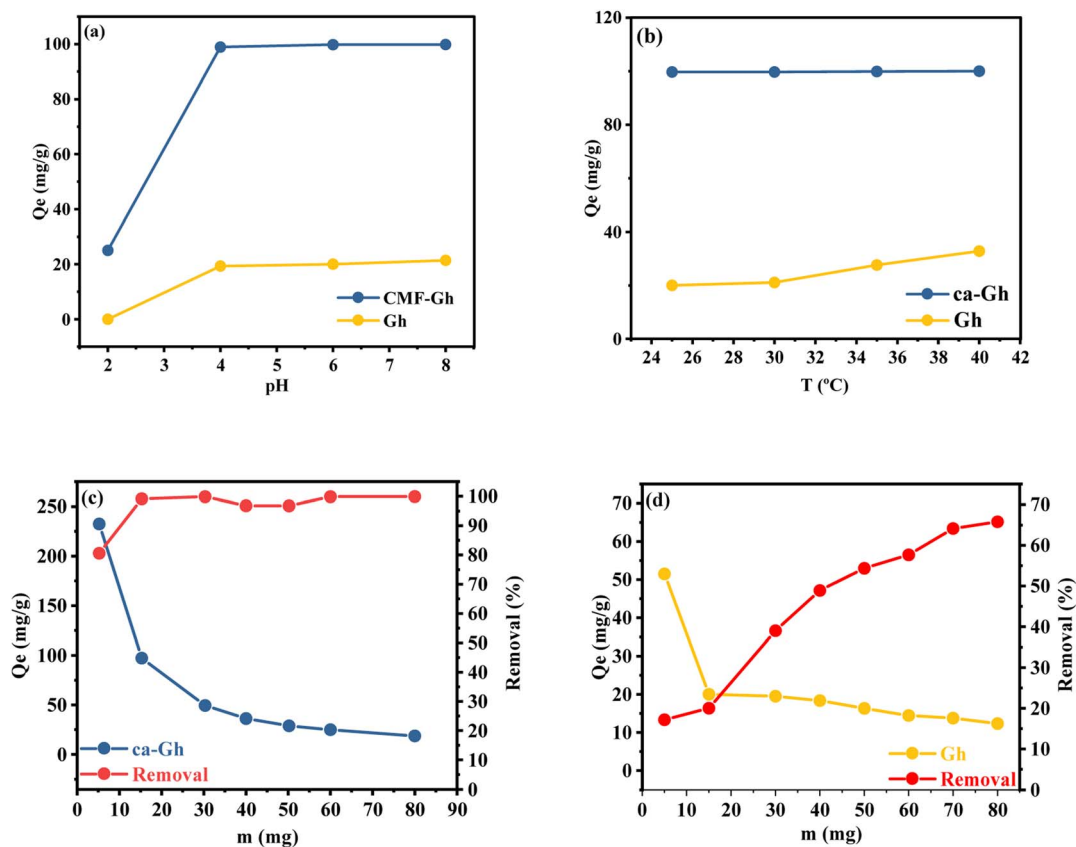 (a)
Qe (mg/g)
100
80
60
40
20
0
CMF-Gh
Gh
2 3 4 5 6 7 8
pH
(b)
Qe (mg/g)
120
80
40
0
ca-Gh
Gh
24 26 28 30 32 34 36 38 40 42
T (ºC)
(c)
Qe (mg/g)
250
200
150
100
50
0
100
90
80
70
60
50
40
30
20
10
0
Removal (%)
ca-Gh
Removal
0 10 20 30 40 50 60 70 80 90
m (mg)
(d)
Qe (mg/g)
70
60
50
40
30
20
10
0
70
60
50
40
30
20
10
0
Removal (%)
Gh
Removal
0 10 20 30 40 50 60 70 80
m (mg)